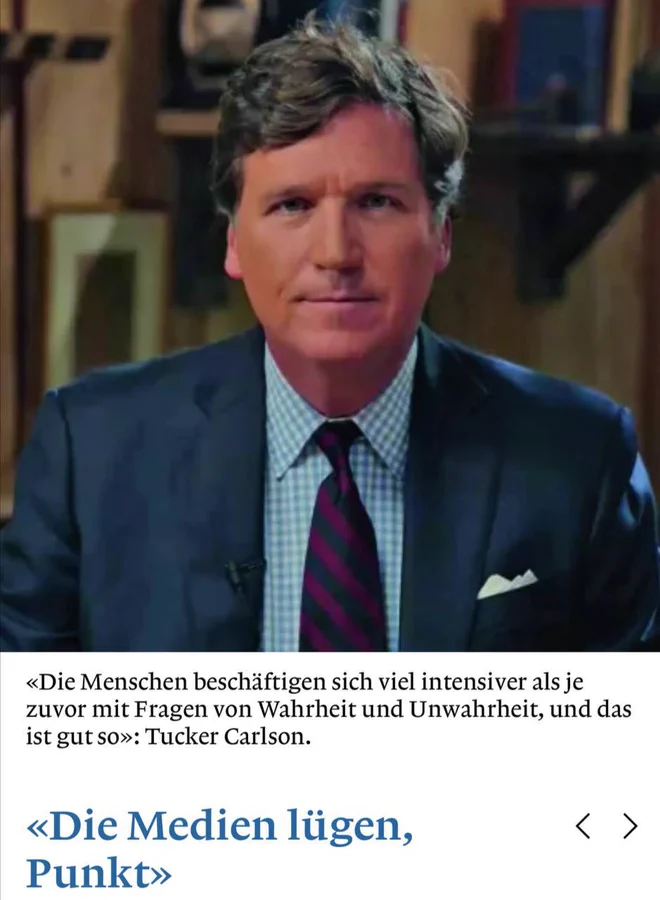 «Die Menschen beschäftigen sich viel intensiver als je
zuvor mit Fragen von Wahrheit und Unwahrheit, und das
ist gut so»: Tucker Carlson.
«Die Medien lügen,
Punkt»